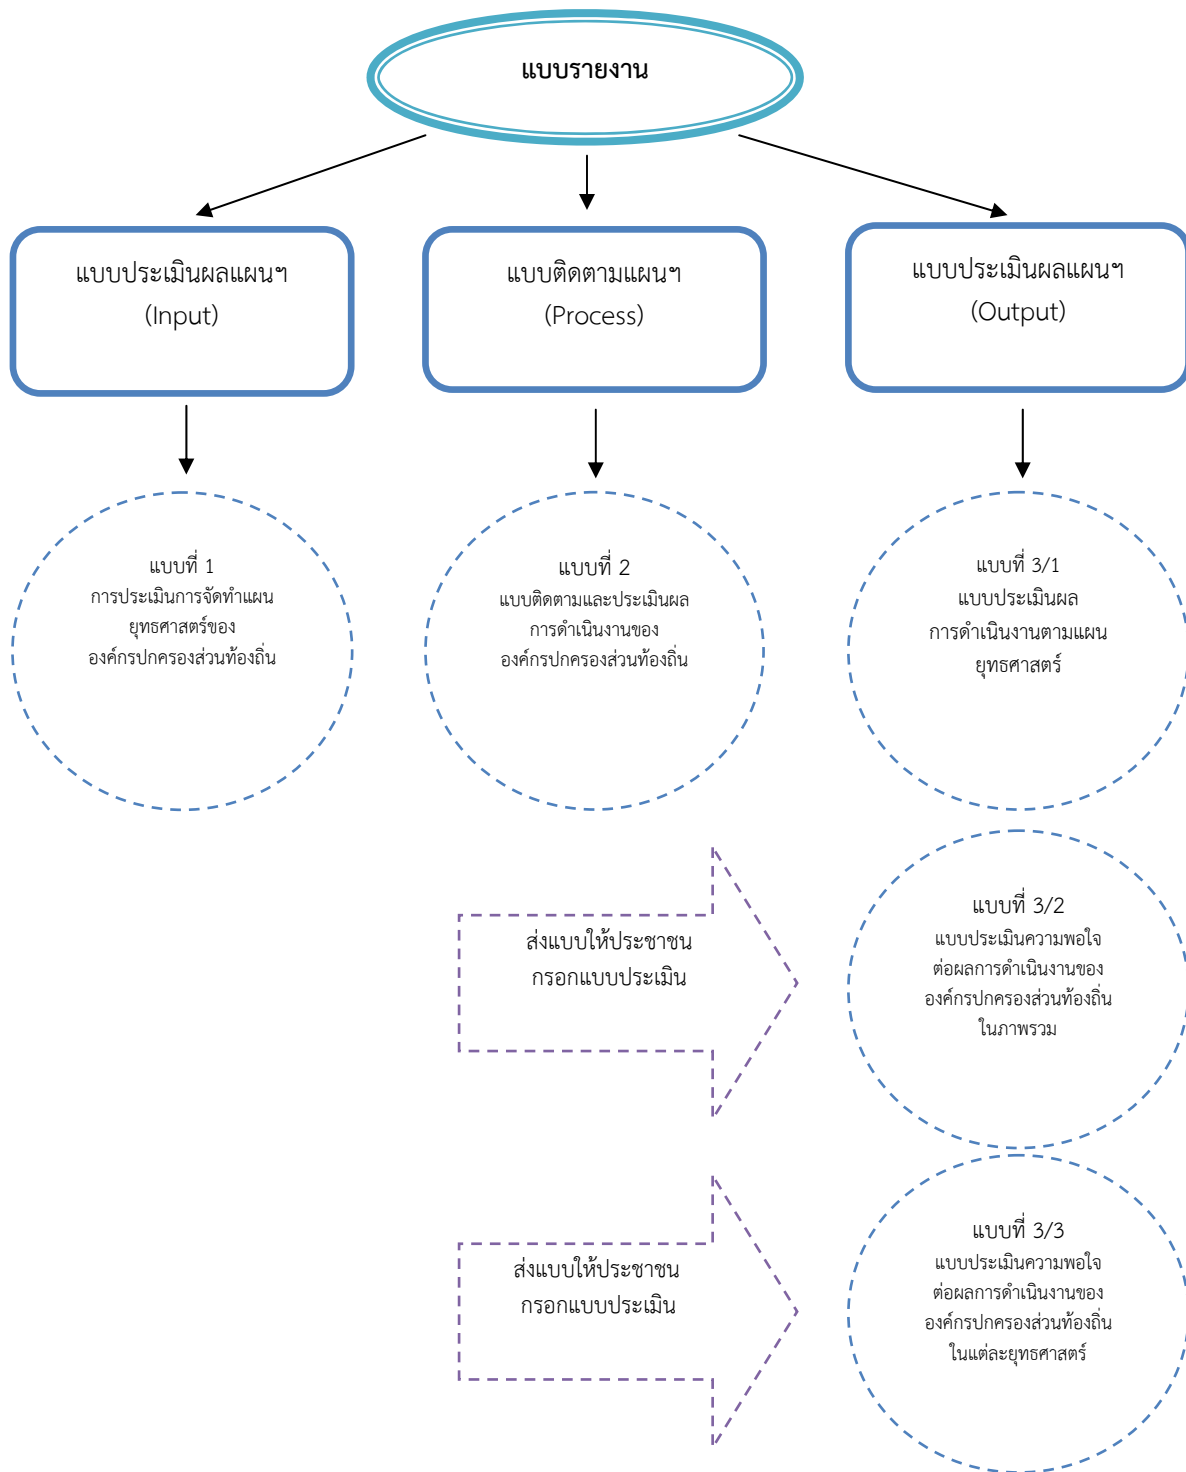 แบบรายงาน
แบบประเมินผลแผนฯ
(Input)
แบบติดตามแผนฯ
(Process)
แบบประเมินผลแผนฯ
(Output)
แบบที่ 1
การประเมินการจัดทำแผน
ยุทธศาสตร์ของ
องค์กรปกครองส่วนท้องถิ่น
แบบที่ 2
แบบติดตามและประเมินผล
การดำเนินงานของ
องค์กรปกครองส่วนท้องถิ่น
แบบที่ 3/1
แบบประเมินผล
การดำเนินงานตามแผน
ยุทธศาสตร์
ส่งแบบให้ประชาชน
กรอกแบบประเมิน
แบบที่ 3/2
แบบประเมินความพอใจ
ต่อผลการดำเนินงานของ
องค์กรปกครองส่วนท้องถิ่น
ในภาพรวม
ส่งแบบให้ประชาชน
กรอกแบบประเมิน
แบบที่ 3/3
แบบประเมินความพอใจ
ต่อผลการดำเนินงานของ
องค์กรปกครองส่วนท้องถิ่น
ในแต่ละยุทธศาสตร์